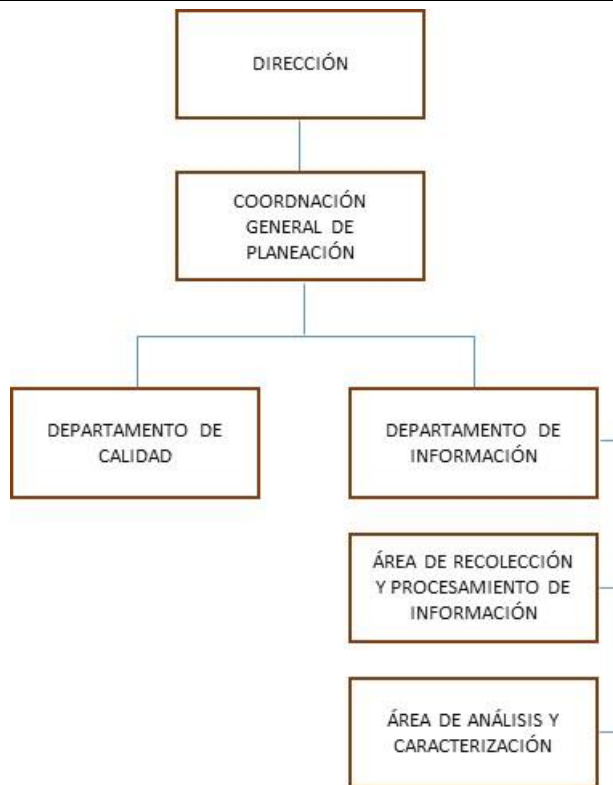 DIRECCIÓN
COORDNACIÓN
GENERAL DE
PLANEACIÓN
DEPARTAMENTO DE
CALIDAD
DEPARTAMENTO DE
INFORMACIÓN
ÁREA DE RECOLECCIÓN
Y PROCESAMIENTO DE
INFORMACIÓN
ÁREA DE ANÁLISIS Y
CARACTERIZACIÓN